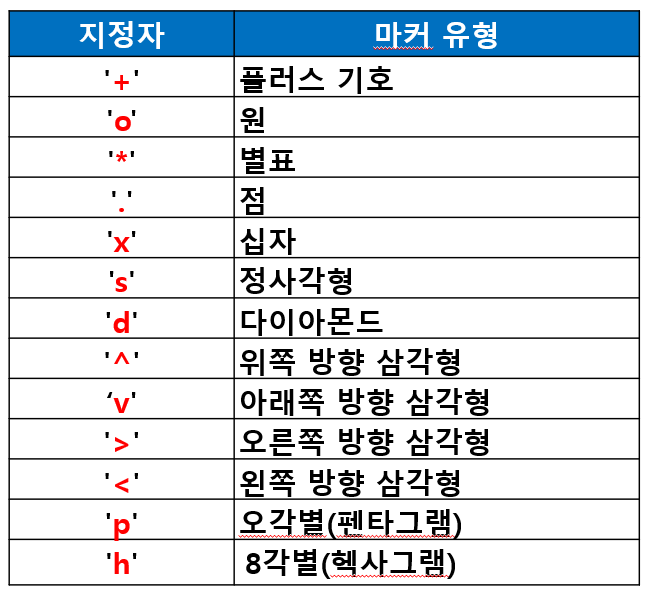 지정자 마커 유형
'+' 플러스 기호
'o' 원
'*' 별표
'.' 점
'x' 십자
's' 정사각형
'd' 다이아몬드
'^' 위쪽 방향 삼각형
‘v' 아래쪽 방향 삼각형
'>' 오른쪽 방향 삼각형
'<' 왼쪽 방향 삼각형
'p' 오각별(펜타그램)
'h' 8각별(헥사그램)